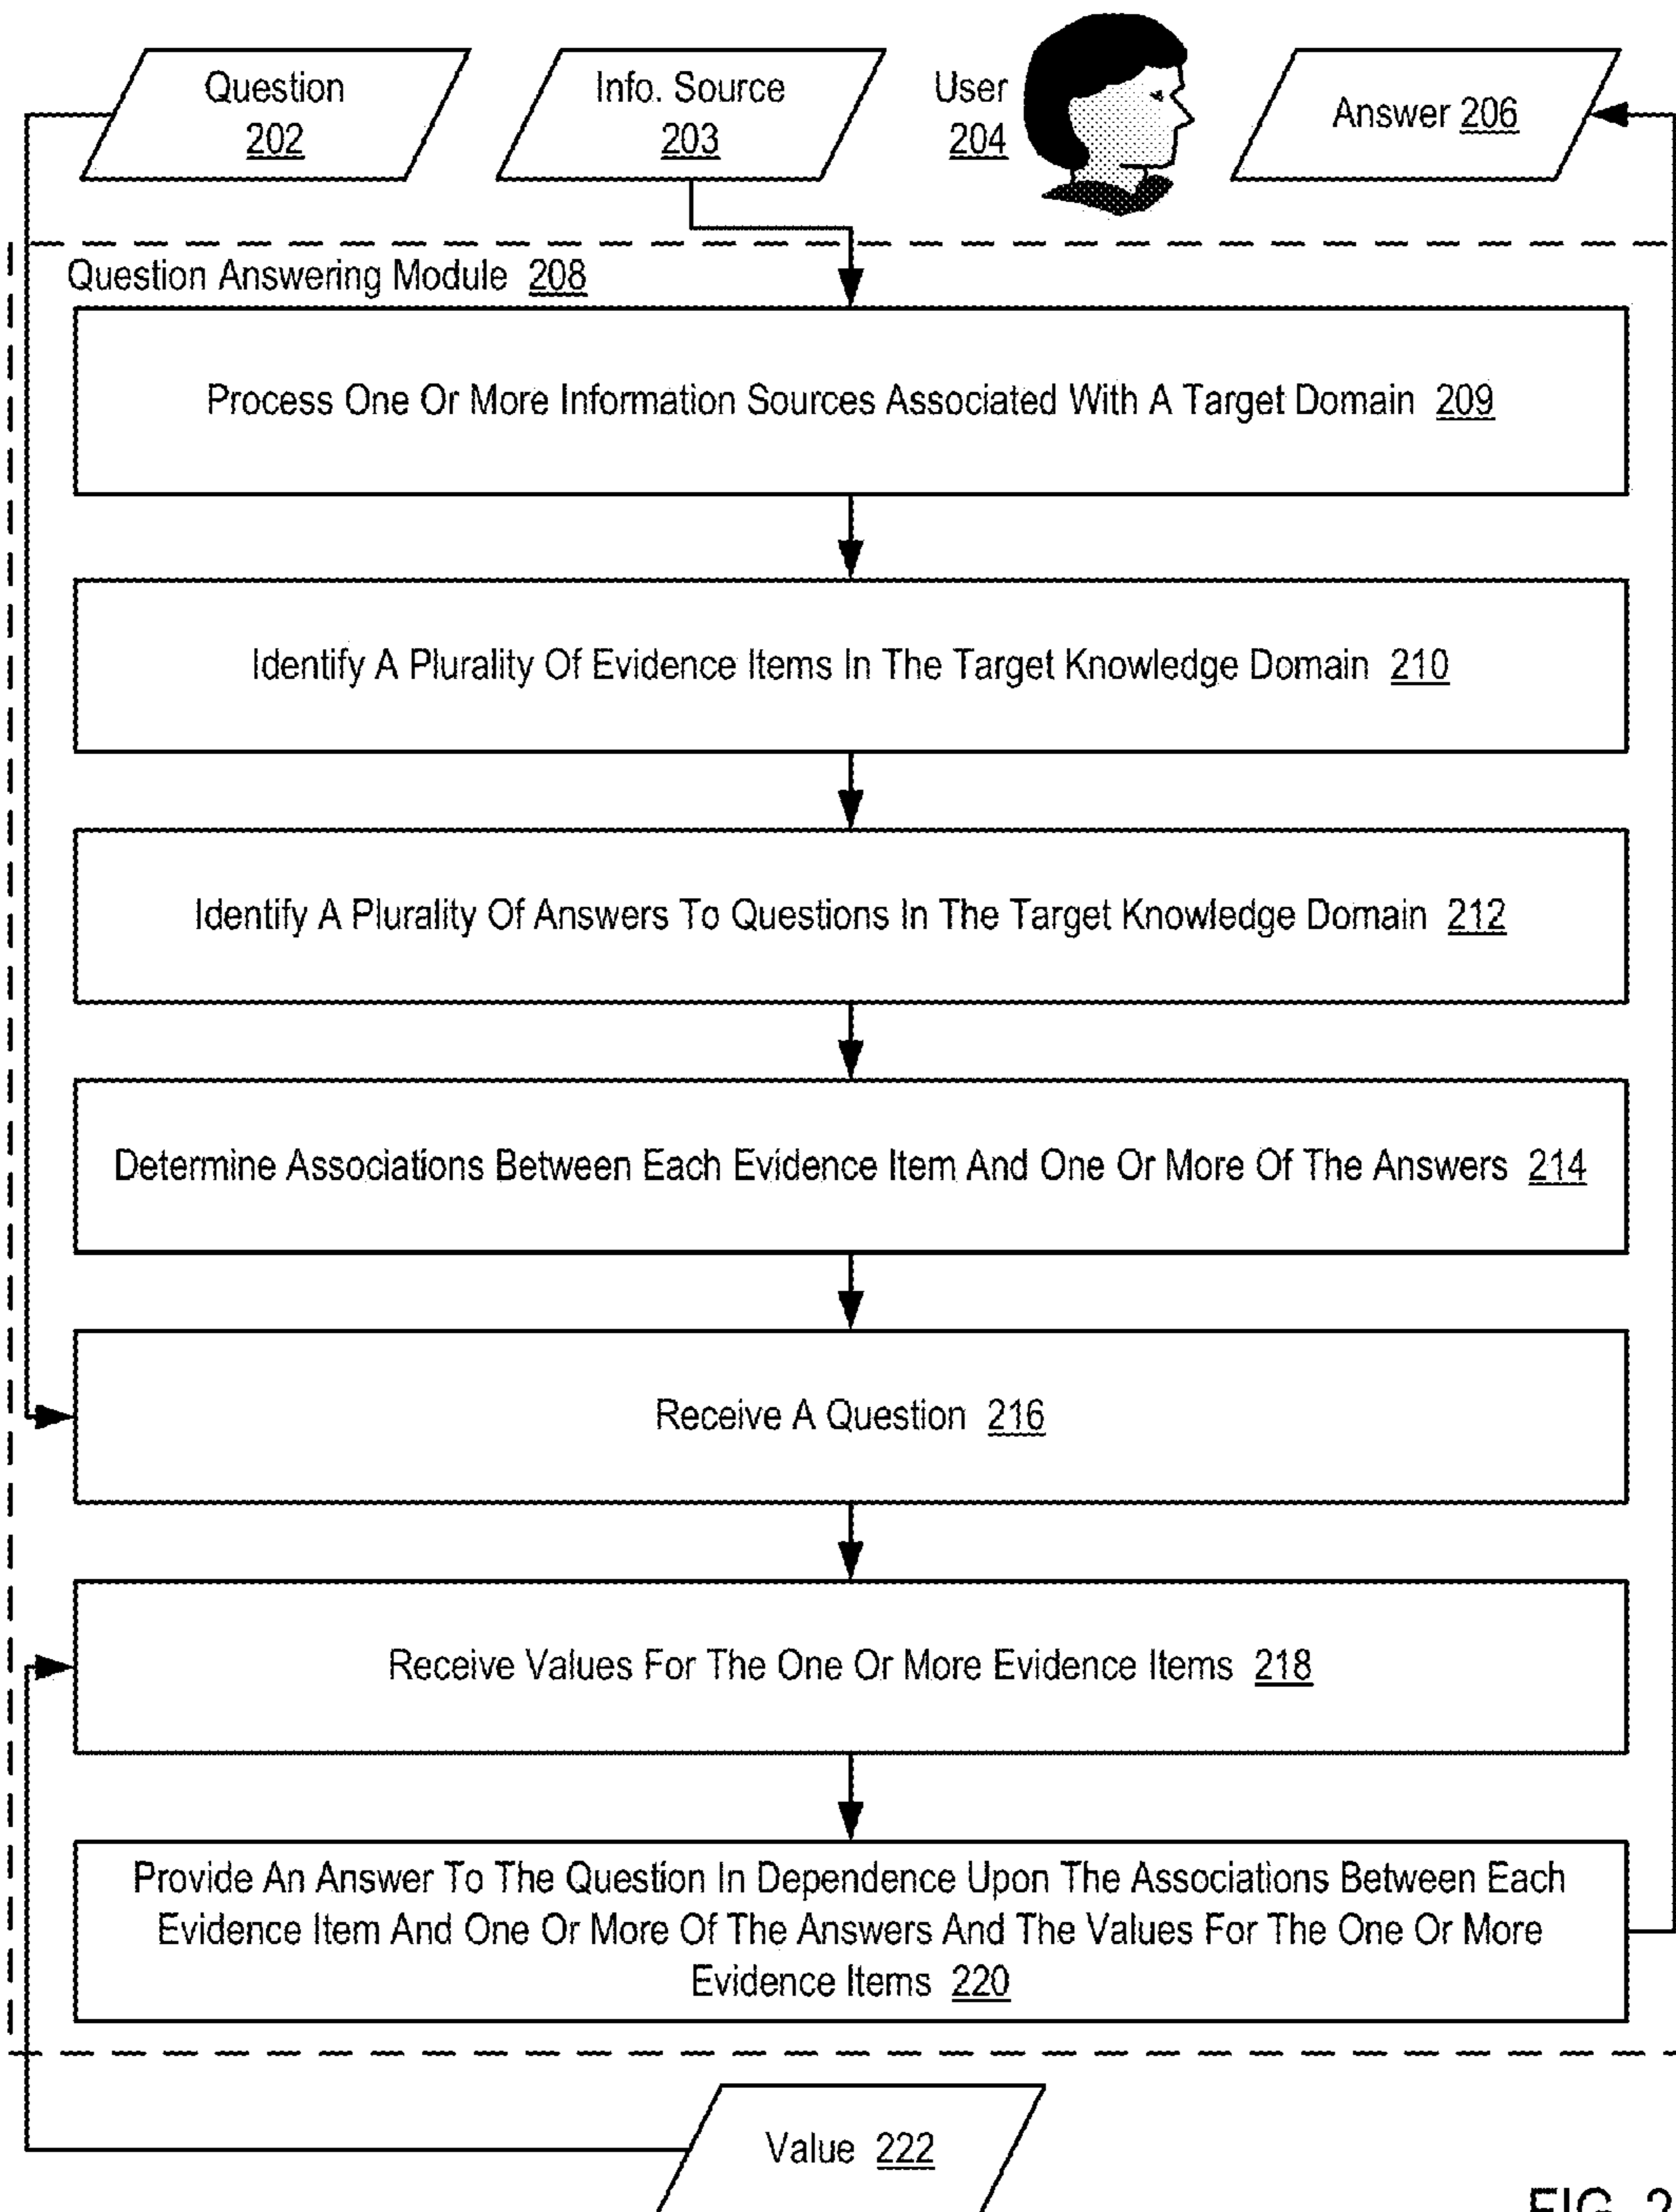 Question
202
Info. Source
203
User
204
Answer 206
Question Answering Module 208
Process One Or More Information Sources Associated With A Target Domain 209
Identify A Plurality Of Evidence Items In The Target Knowledge Domain 210
Identify A Plurality Of Answers To Questions In The Target Knowledge Domain 212
Determine Associations Between Each Evidence Item And One Or More Of The Answers 214
Receive A Question 216
Receive Values For The One Or More Evidence Items 218
Provide An Answer To The Question In Dependence Upon The Associations Between Each
Evidence Item And One Or More Of The Answers And The Values For The One Or More
Evidence Items 220
Value 222
FIG. 2